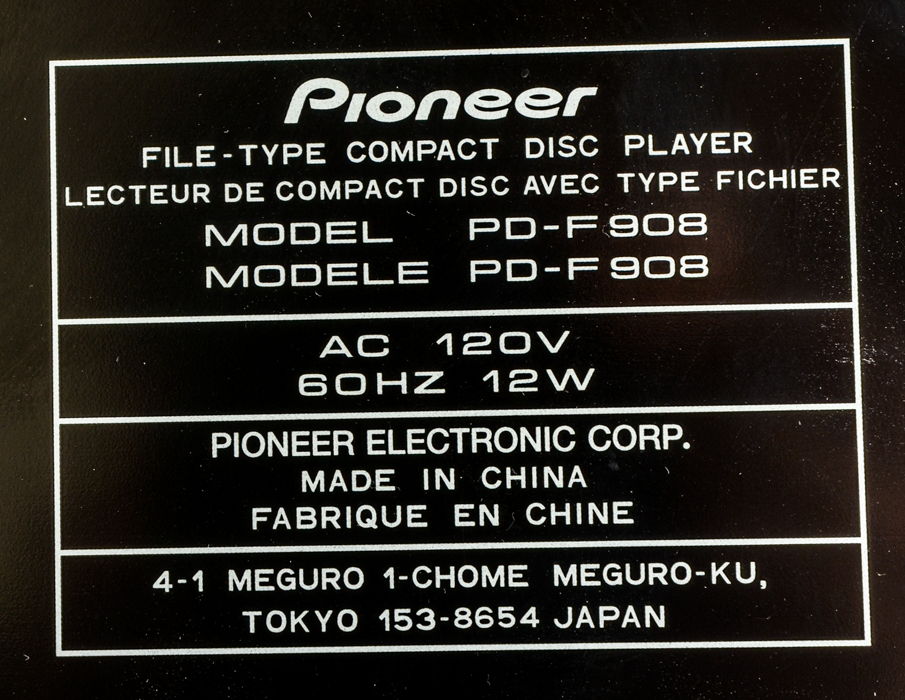 Pioneer
FILE-TYPE COMPACT DISC PLAYER
LECTEUR DE COMPACT DISC AVEC TYPE FICHIER
MODEL PD-F908
MODELE PD-F908
AC 120V
60HZ 12W
PIONEER ELECTRONIC CORP.
MADE IN CHINA
FABRIQUE EN CHINE
4-1 MEGURO 1-CHOME MEGURO-KU,
TOKYO 153-8654 JAPAN